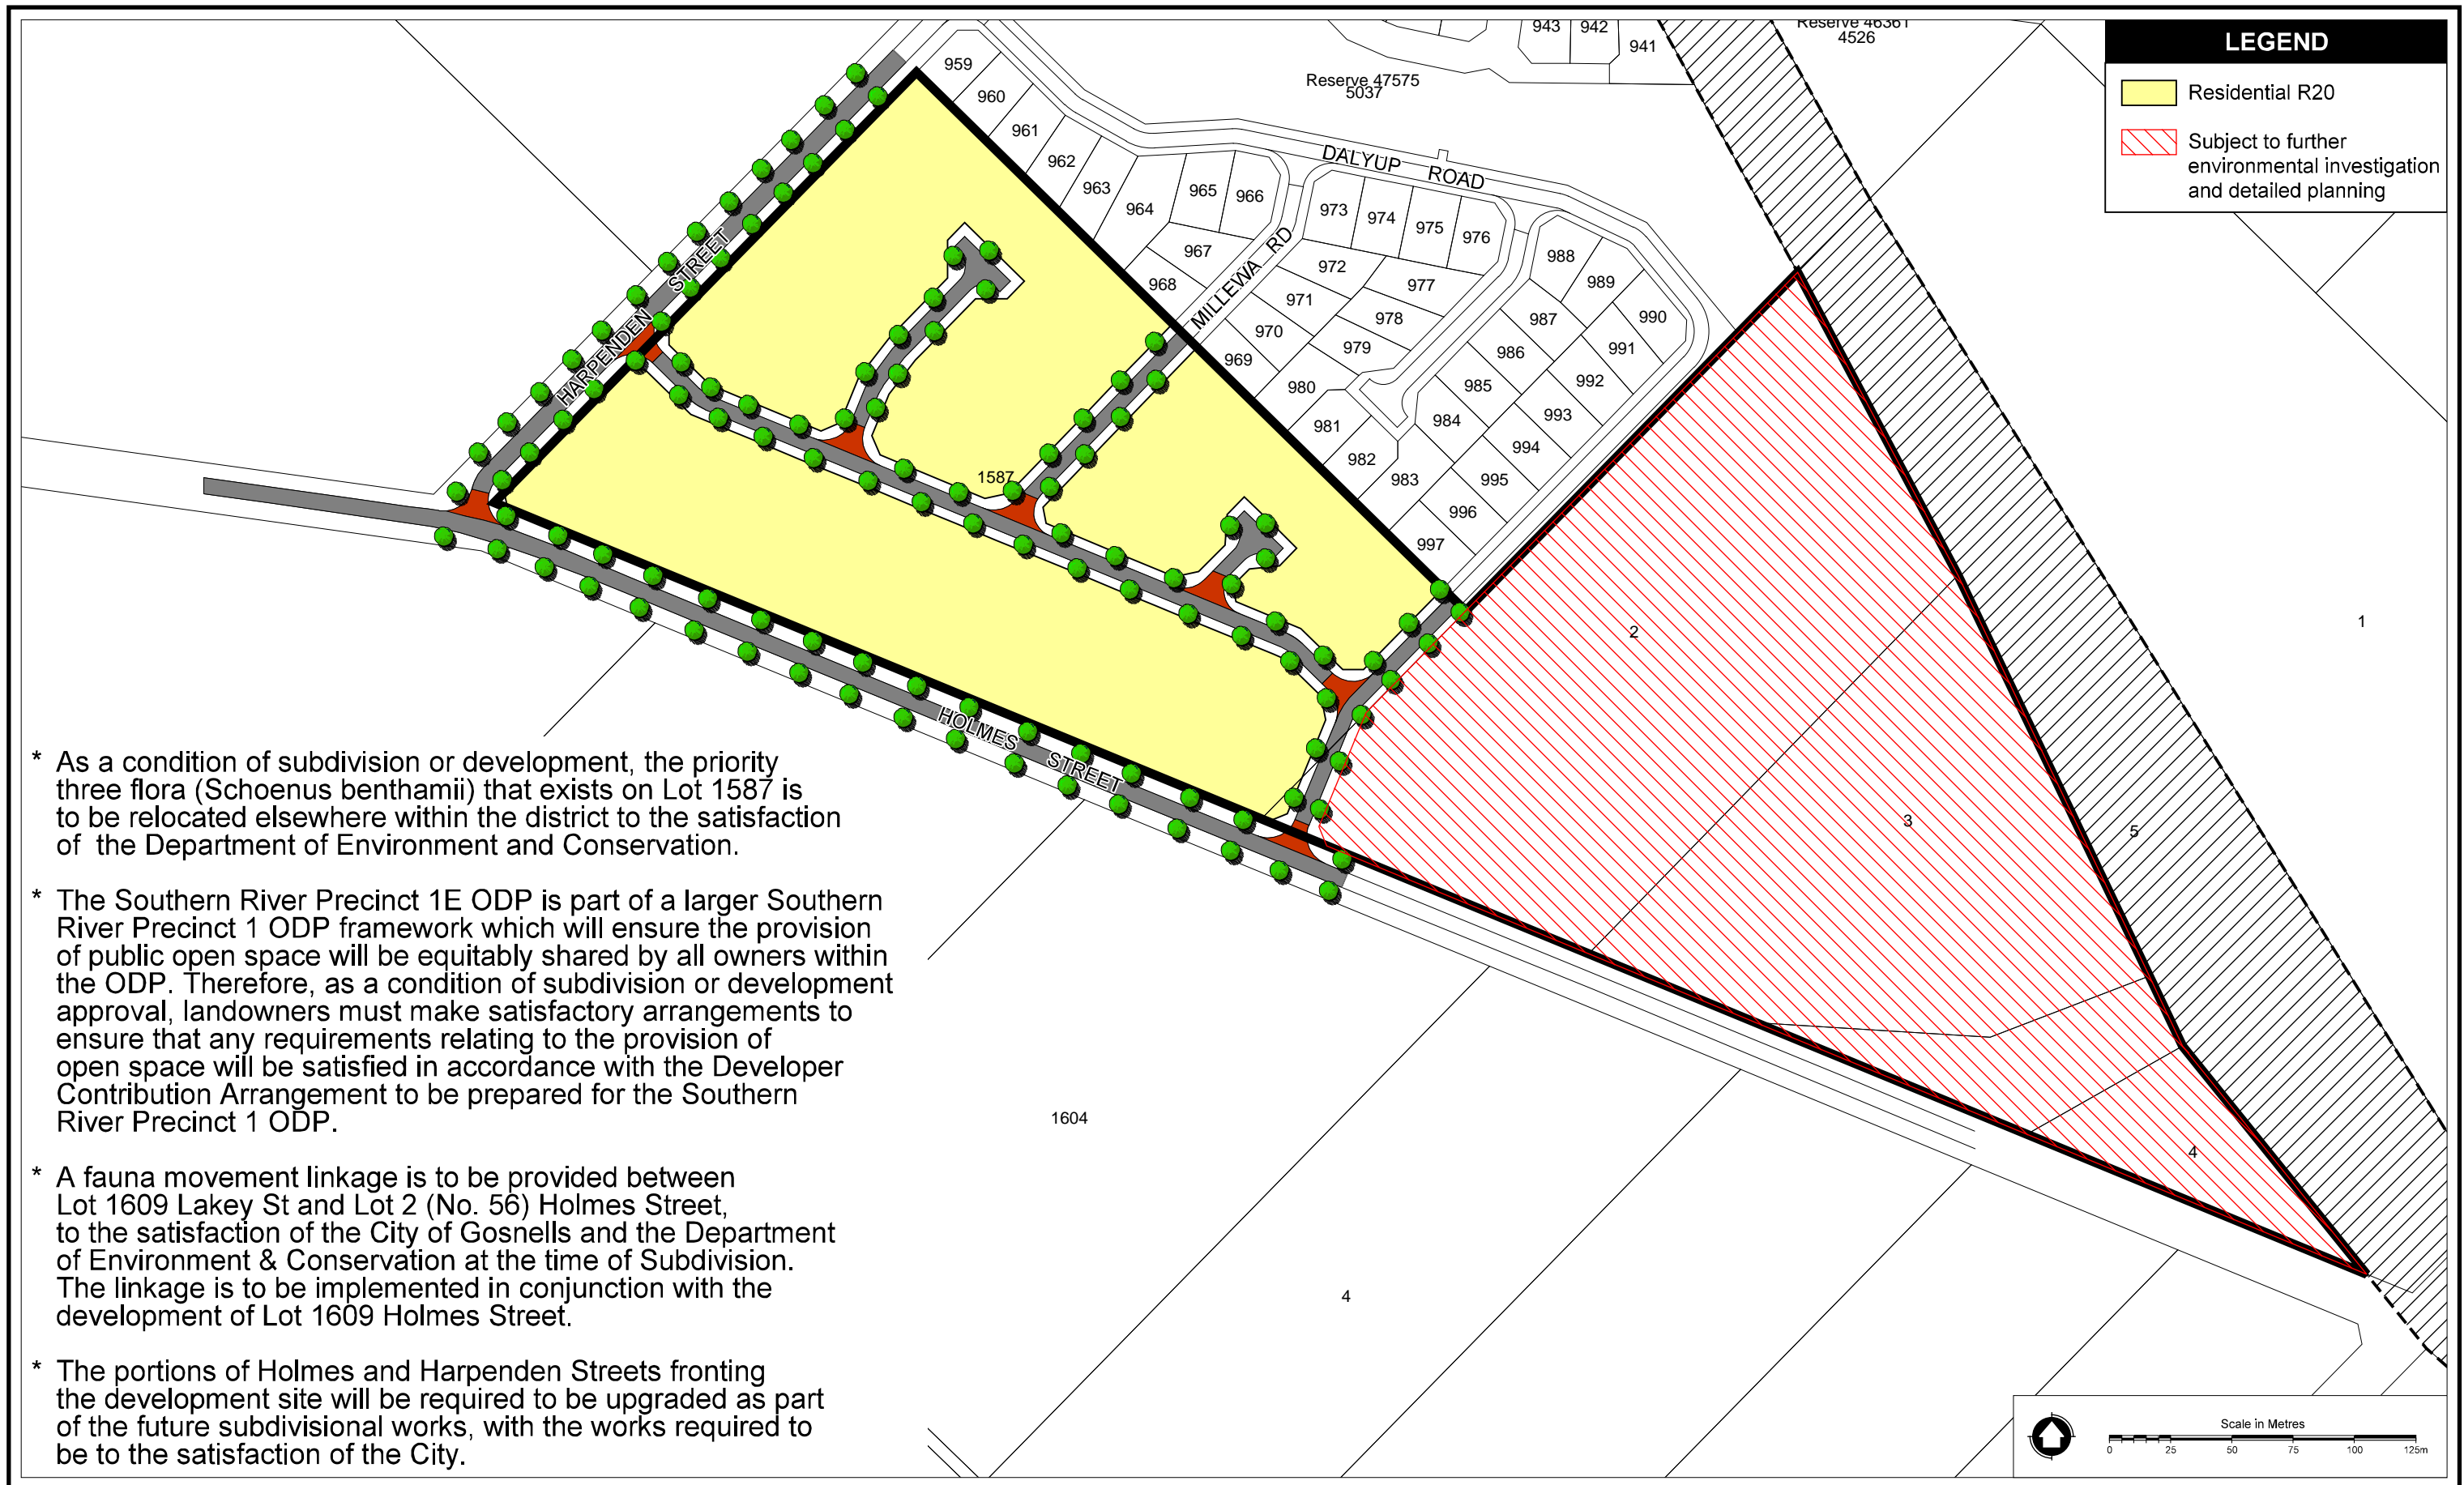 LEGEND
Residential R20
Subject to further
environmental investigation
and detailed planning
Reserve 46361
4526
943
942
941
Reserve 47575
5037
959
960
961
962
963
964
965
966
967
968
969
970
971
972
973
974
975
976
977
978
979
980
981
982
983
984
985
986
987
988
989
990
991
992
993
994
995
996
997
DALYUP ROAD
MILLEWA RD
HARPENDEN STREET
HOLMES STREET
1587
2
3
5
1
4
1604
4
* As a condition of subdivision or development, the priority
three flora (Schoenus benthamii) that exists on Lot 1587 is
to be relocated elsewhere within the district to the satisfaction
of the Department of Environment and Conservation.
* The Southern River Precinct 1E ODP is part of a larger Southern
River Precinct 1 ODP framework which will ensure the provision
of public open space will be equitably shared by all owners within
the ODP. Therefore, as a condition of subdivision or development
approval, landowners must make satisfactory arrangements to
ensure that any requirements relating to the provision of
open space will be satisfied in accordance with the Developer
Contribution Arrangement to be prepared for the Southern
River Precinct 1 ODP.
* A fauna movement linkage is to be provided between
Lot 1609 Lakey St and Lot 2 (No. 56) Holmes Street,
to the satisfaction of the City of Gosnells and the Department
of Environment & Conservation at the time of Subdivision.
The linkage is to be implemented in conjunction with the
development of Lot 1609 Holmes Street.
* The portions of Holmes and Harpenden Streets fronting
the development site will be required to be upgraded as part
of the future subdivisional works, with the works required to
be to the satisfaction of the City.
Scale in Metres
0 25 50 75 100 125m